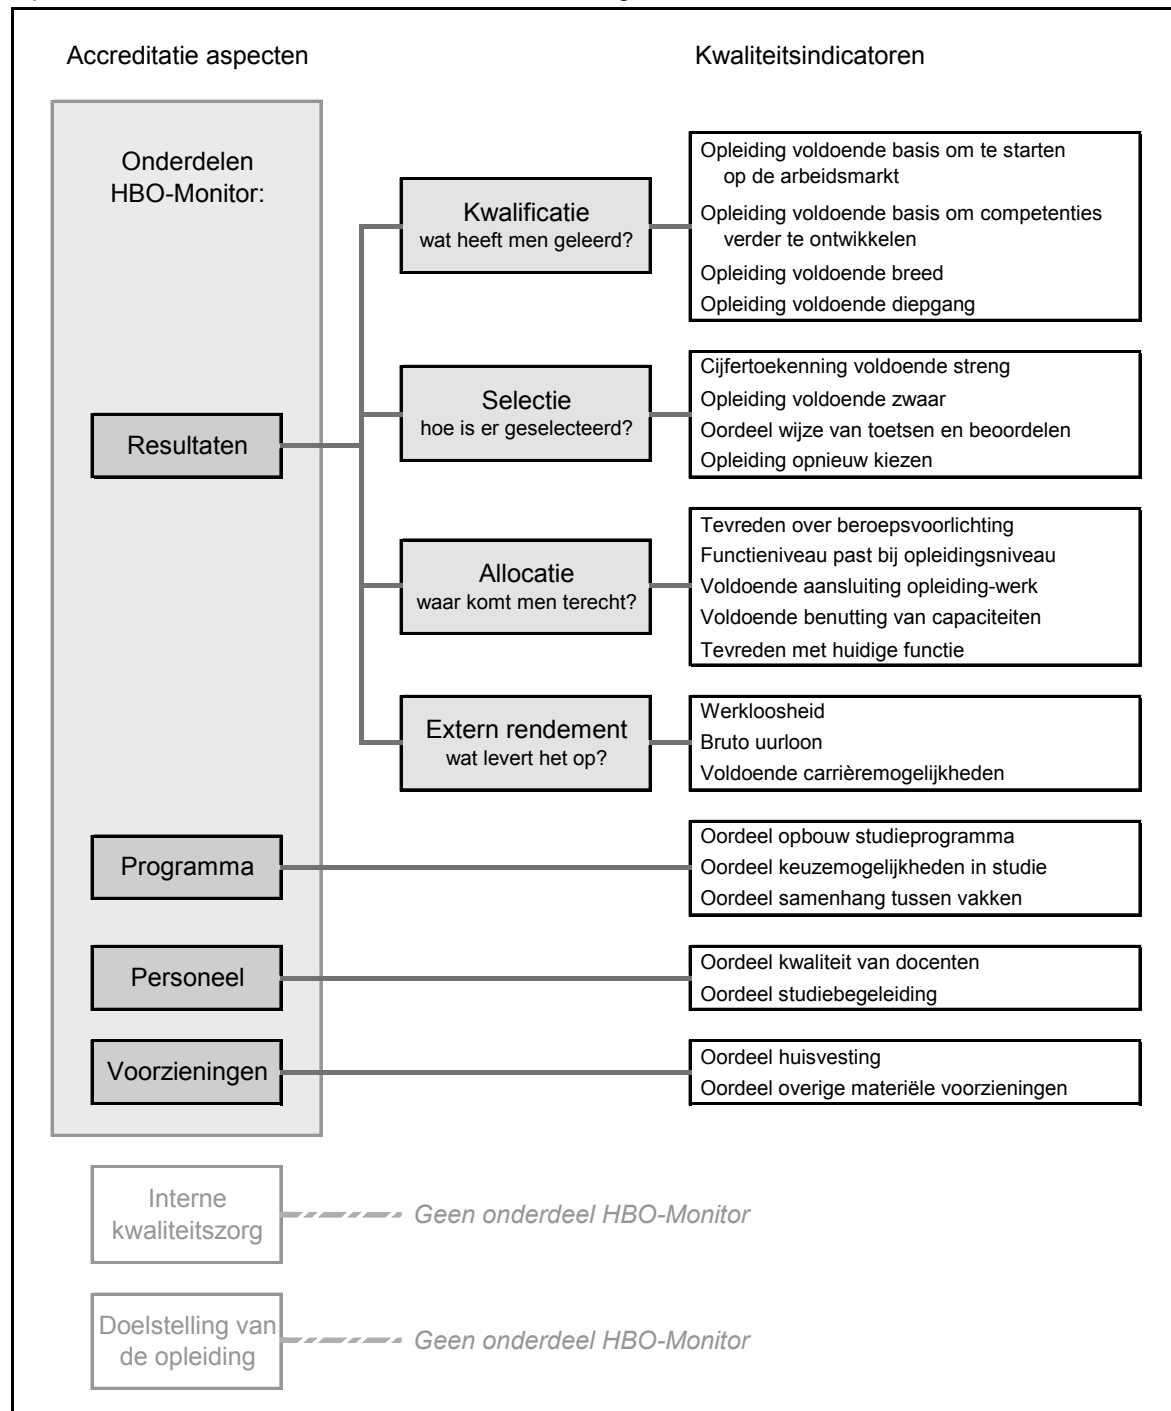 Accreditatie aspecten
Kwaliteitsindicatoren
Onderdelen
HBO-Monitor:
Resultaten
Kwalificatie
wat heeft men geleerd?
Opleiding voldoende basis om te starten
op de arbeidsmarkt
Opleiding voldoende basis om competenties
verder te ontwikkelen
Opleiding voldoende breed
Opleiding voldoende diepgang
Selectie
hoe is er geselecteerd?
Cijfertoekenning voldoende streng
Opleiding voldoende zwaar
Oordeel wijze van toetsen en beoordelen
Opleiding opnieuw kiezen
Allocatie
waar komt men terecht?
Tevreden over beroepsvoorlichting
Functieniveau past bij opleidingsniveau
Voldoende aansluiting opleiding-werk
Voldoende benutting van capaciteiten
Tevreden met huidige functie
Extern rendement
wat levert het op?
Werkloosheid
Bruto uurloon
Voldoende carrièremogelijkheden
Programma
Oordeel opbouw studieprogramma
Oordeel keuzemogelijkheden in studie
Oordeel samenhang tussen vakken
Personeel
Oordeel kwaliteit van docenten
Oordeel studiebegeleiding
Voorzieningen
Oordeel huisvesting
Oordeel overige materiële voorzieningen
Interne
kwaliteitszorg
Geen onderdeel HBO-Monitor
Doelstelling van
de opleiding
Geen onderdeel HBO-Monitor